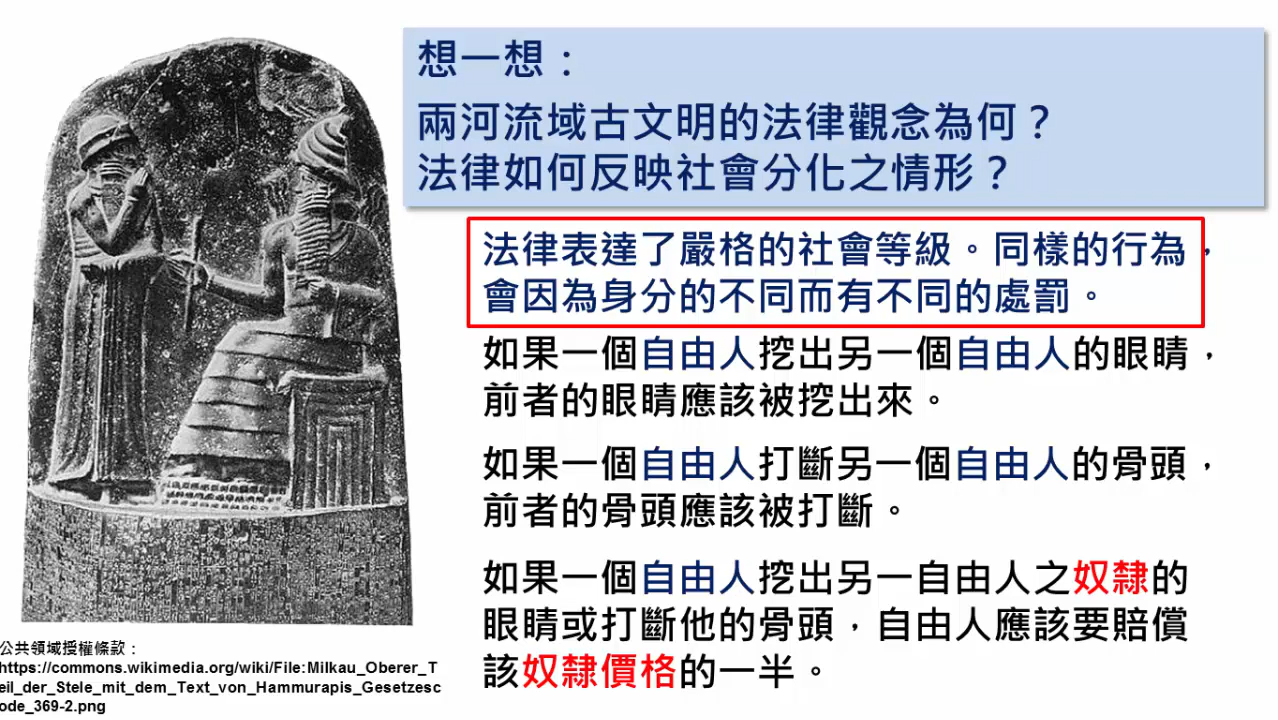 想一想：
兩河流域古文明的法律觀念為何？
法律如何反映社會分化之情形？
法律表達了嚴格的社會等級。同樣的行為，
會因為身分的不同而有不同的處罰。
如果一個自由人挖出另一個自由人的眼睛，
前者的眼睛應該被挖出來。
如果一個自由人打斷另一個自由人的骨頭，
前者的骨頭應該被打斷。
如果一個自由人挖出另一自由人之奴隸的
眼睛或打斷他的骨頭，自由人應該要賠償
該奴隸價格的一半。
公共領域授權條款：
https://commons.wikimedia.org/wiki/File:Milkau_Oberer_T
eil_der_Stele_mit_dem_Text_von_Hammurapis_Gesetzesc
ode_369-2.png